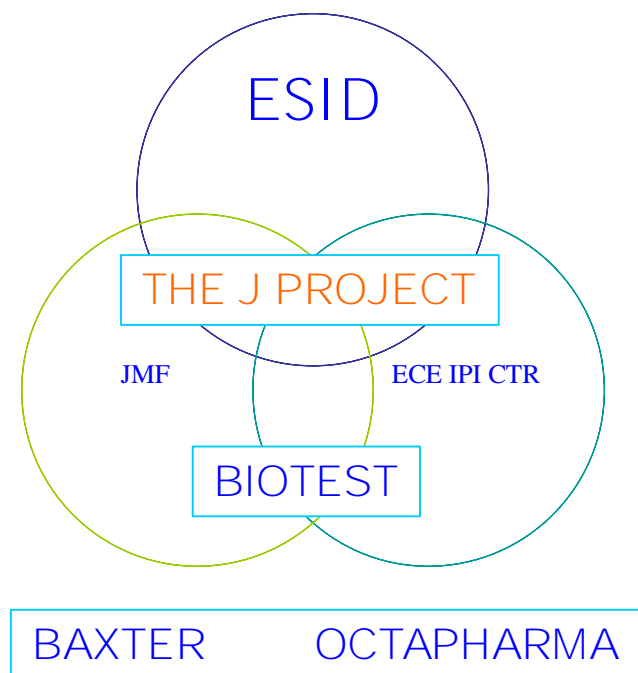 ESID
THE J PROJECT
JMF ECE IPI CTR
BIOTEST
BAXTER OCTAPHARMA